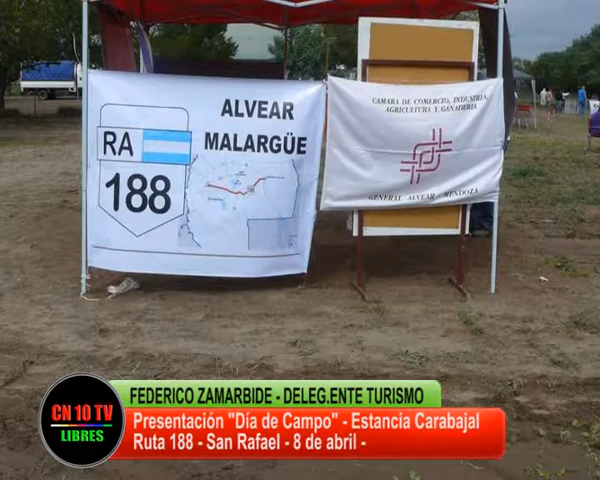 ALVEAR
MALARGÜE
RA
188
CAMARA DE COMERCIO, INDUSTRIA,
AGRICULTURA Y GANADERIA
GENERAL ALVEAR - MENDOZA
CN 10 TV
LIBRES
FEDERICO ZAMARBIDE - DELEG.ENTE TURISMO
Presentación "Día de Campo" - Estancia Carabajal
Ruta 188 - San Rafael - 8 de abril -